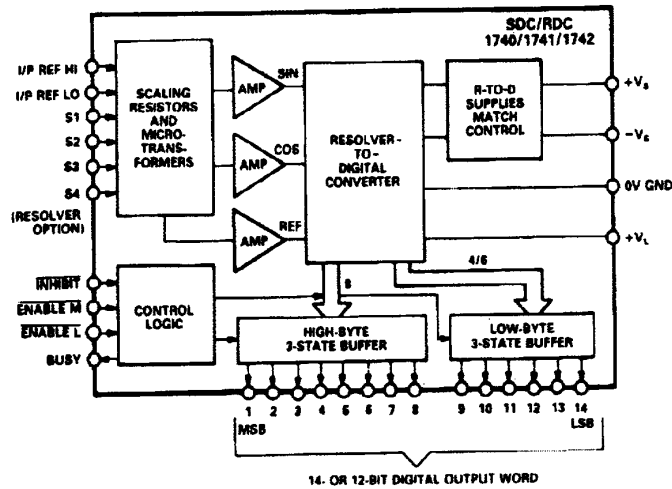 SDC/RDC
1740/1741/1742
I/P REF HI
I/P REF LO
S1
S2
S3
S4
(RESOLVER
OPTION)
SCALING
RESISTORS
AND
MICRO-
TRANS-
FORMERS
AMP
SIN
AMP
COS
AMP
REF
RESOLVER-
TO-
DIGITAL
CONVERTER
R-TO-D
SUPPLIES
MATCH
CONTROL
+VS
-VS
0V GND
+VL
INHIBIT
ENABLE M
ENABLE L
BUSY
CONTROL
LOGIC
8
4/6
HIGH-BYTE
3-STATE BUFFER
LOW-BYTE
3-STATE BUFFER
1 2 3 4 5 6 7 8 9 10 11 12 13 14
MSB LSB
14- OR 12-BIT DIGITAL OUTPUT WORD